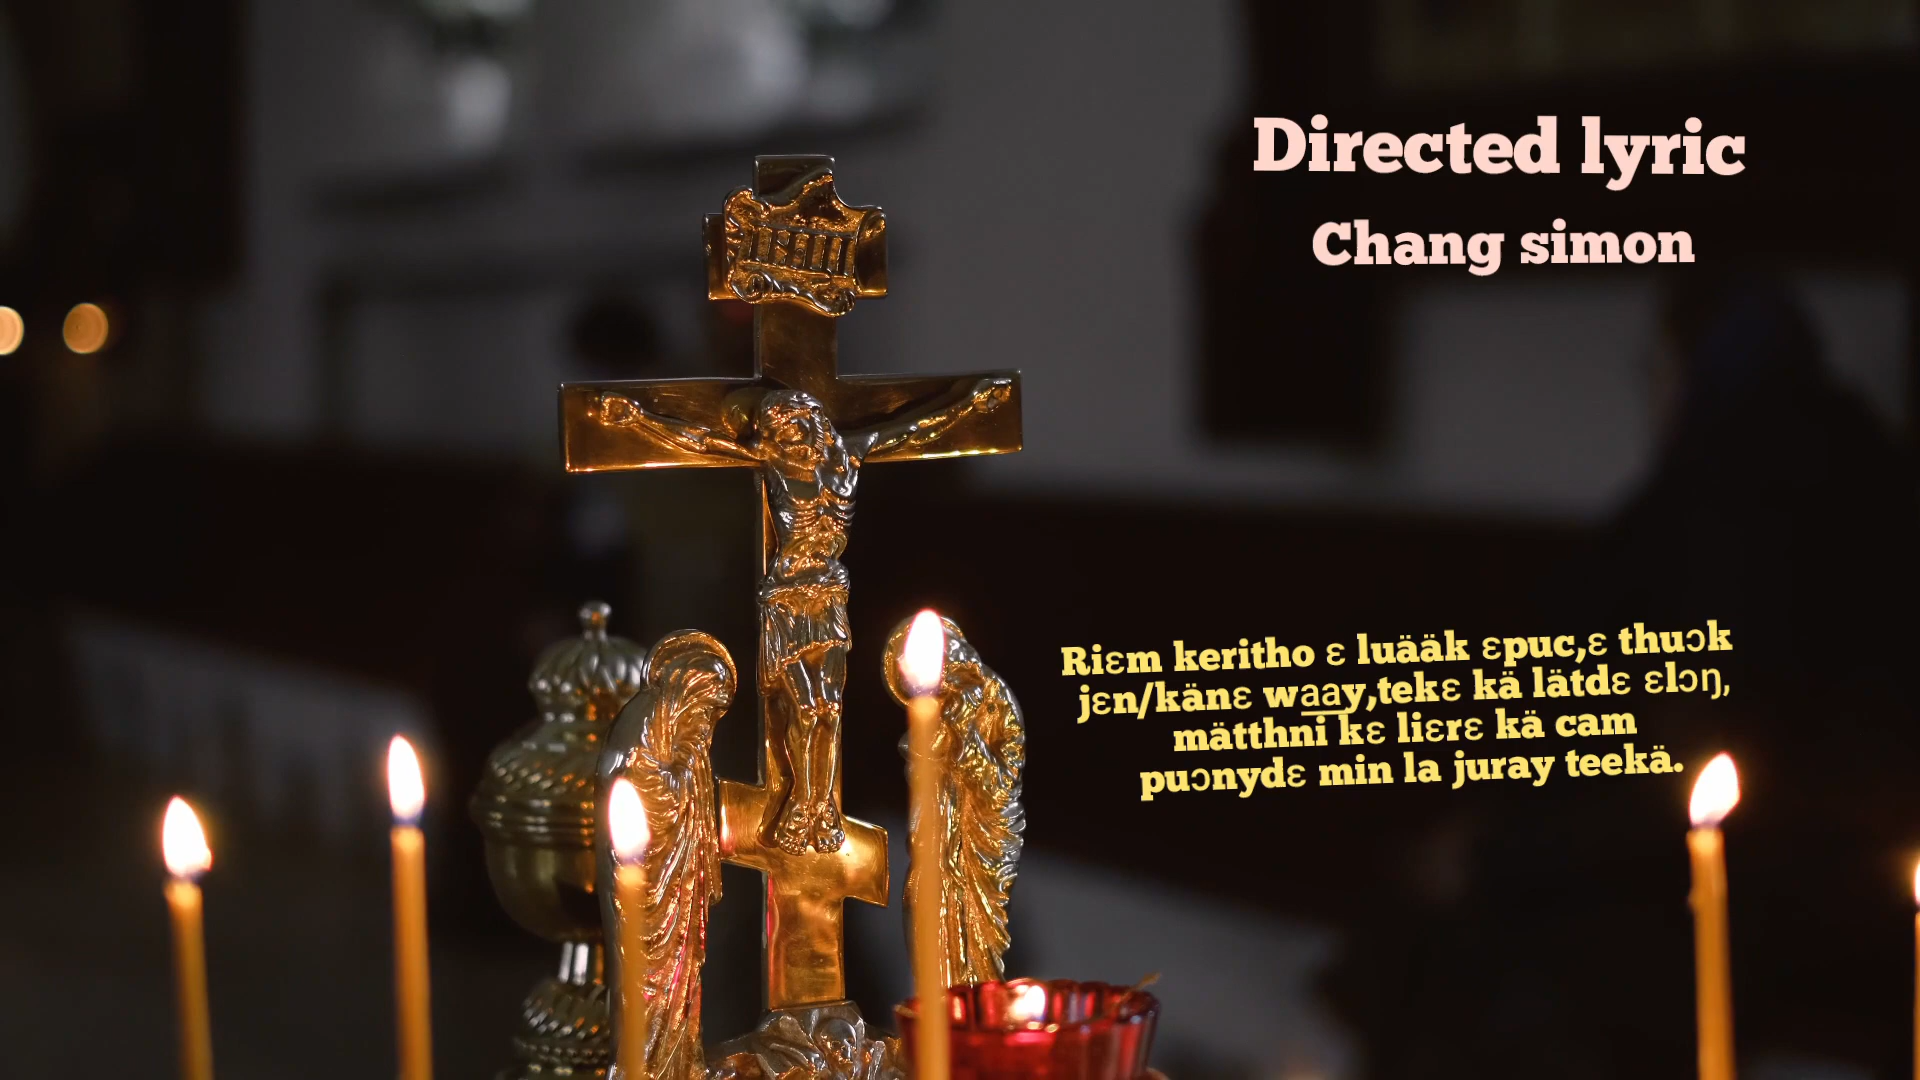 Directed lyric
Chang simon
Riɛm keritho ɛ luääk ɛpuc,ɛ thuɔk
jɛn/känɛ wa̱a̱y,tekɛ kä lätdɛ ɛlɔŋ,
mätthni kɛ liɛrɛ kä cam
puɔnydɛ min la juray teekä.